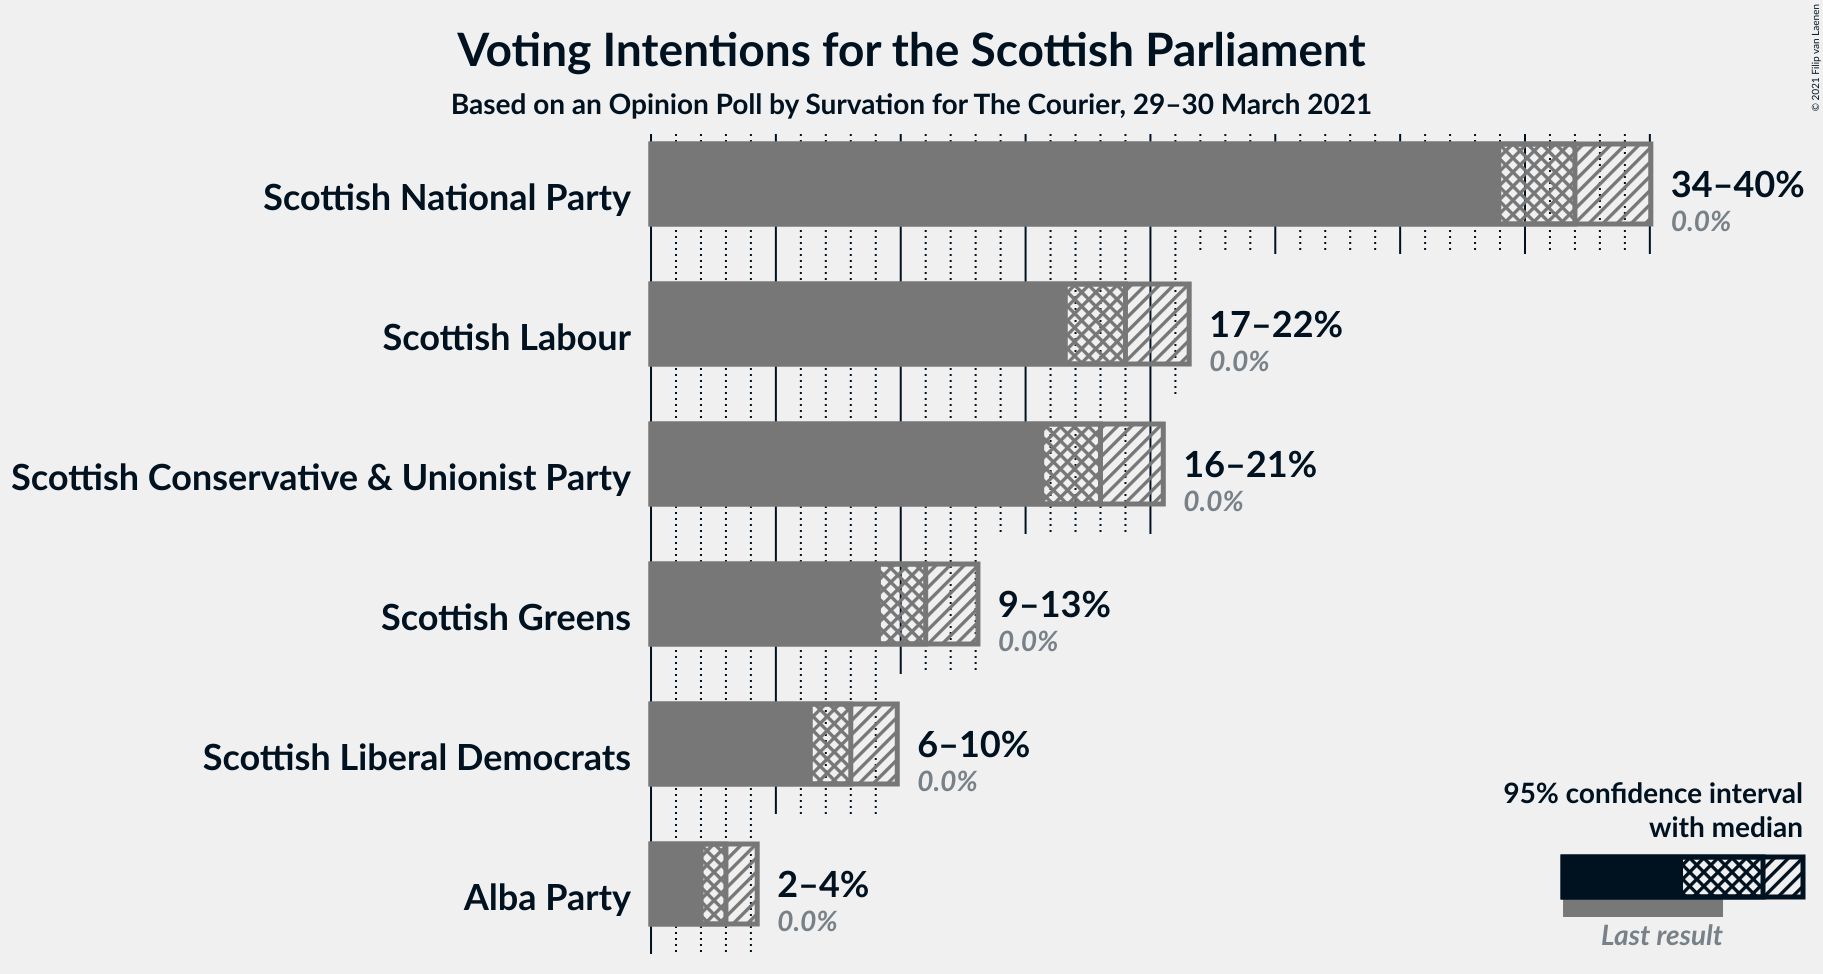 Voting Intentions for the Scottish Parliament
Based on an Opinion Poll by Survation for The Courier, 29–30 March 2021
© 2021 Filip van Laenen
Scottish National Party
34–40%
0.0%
Scottish Labour
17–22%
0.0%
Scottish Conservative & Unionist Party
16–21%
0.0%
Scottish Greens
9–13%
0.0%
Scottish Liberal Democrats
6–10%
0.0%
Alba Party
2–4%
0.0%
95% confidence interval
with median
Last result